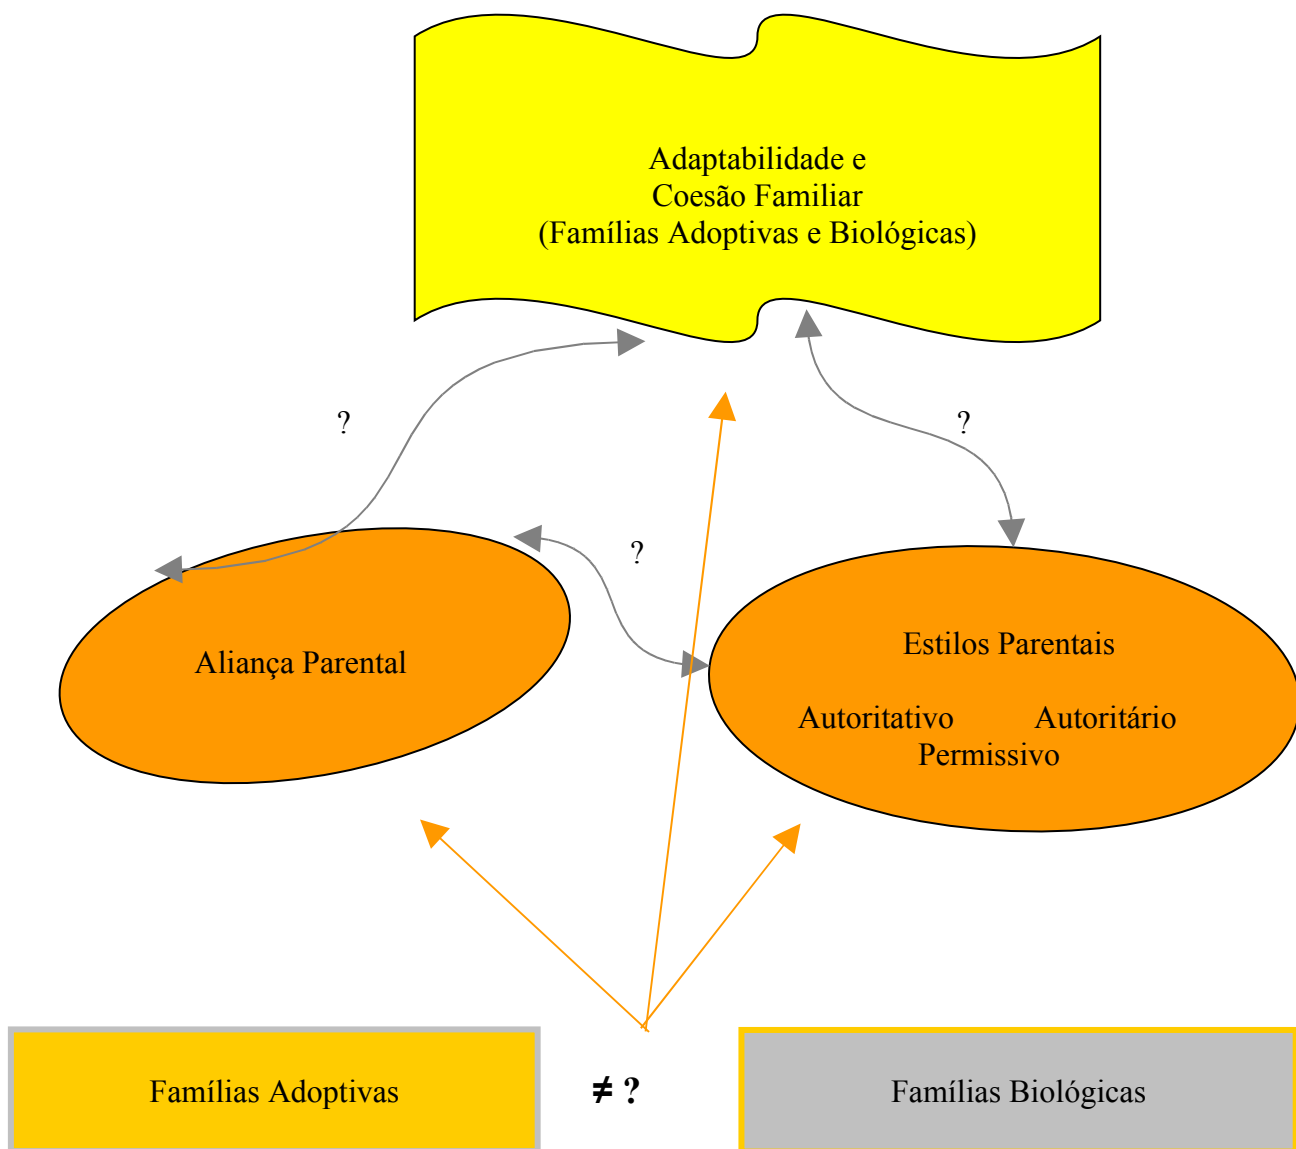 Adaptabilidade e
Coesão Familiar
(Famílias Adoptivas e Biológicas)
?
?
?
Aliança Parental
Estilos Parentais
Autoritativo Autoritário
Permissivo
Famílias Adoptivas
≠ ?
Famílias Biológicas